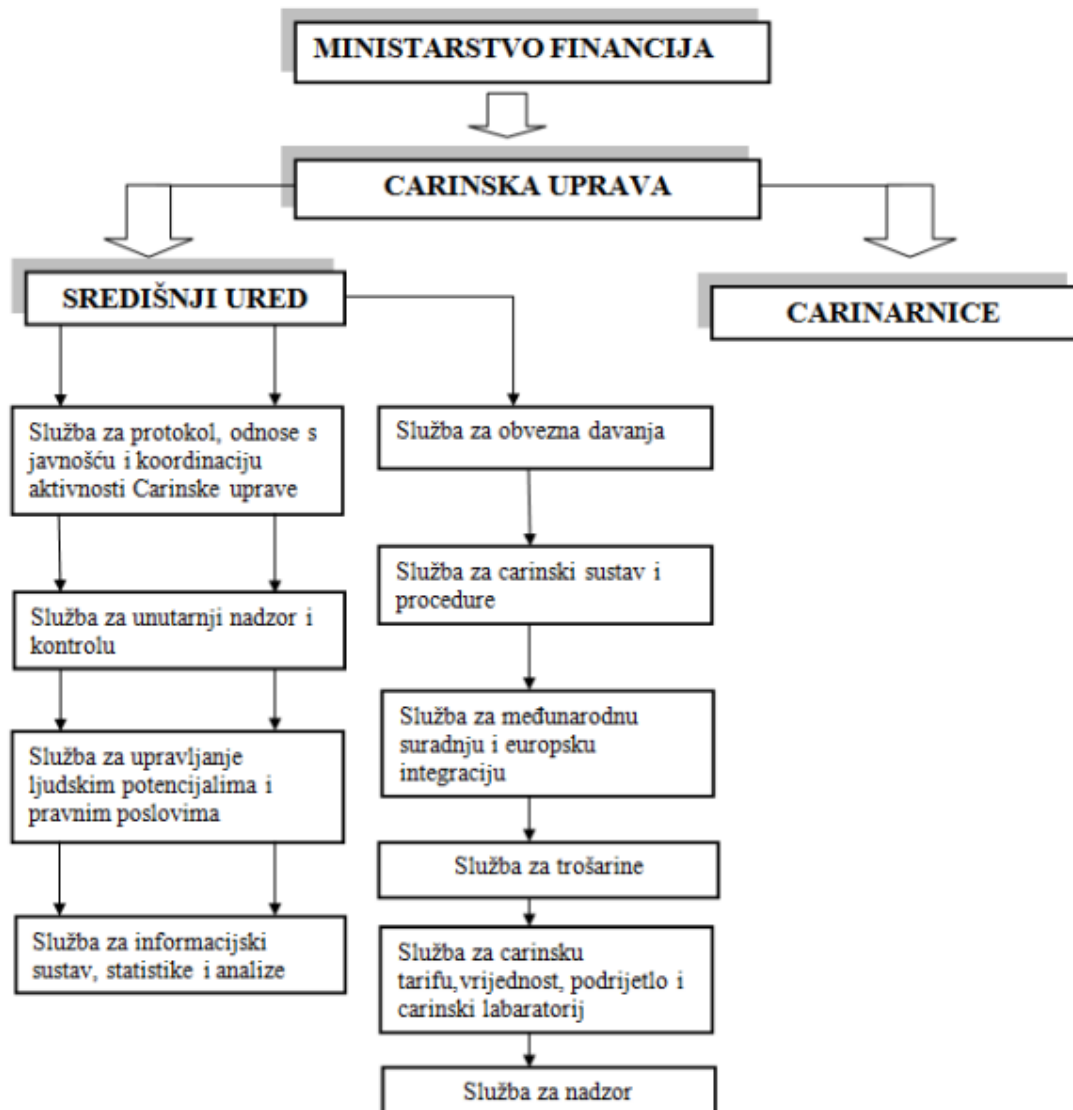 MINISTARSTVO FINANCIJA
CARINSKA UPRAVA
SREDIŠNJI URED
CARINARNICE
Služba za protokol, odnose s
javnošću i koordinaciju
aktivnosti Carinske uprave
Služba za unutarnji nadzor i
kontrolu
Služba za upravljanje
ljudskim potencijalima i
pravnim poslovima
Služba za informacijski
sustav, statistike i analize
Služba za obvezna davanja
Služba za carinski sustav i
procedure
Služba za međunarodnu
suradnju i europsku
integraciju
Služba za trošarine
Služba za carinsku
tarifu,vrijednost, podrijetlo i
carinski labaratorij
Služba za nadzor